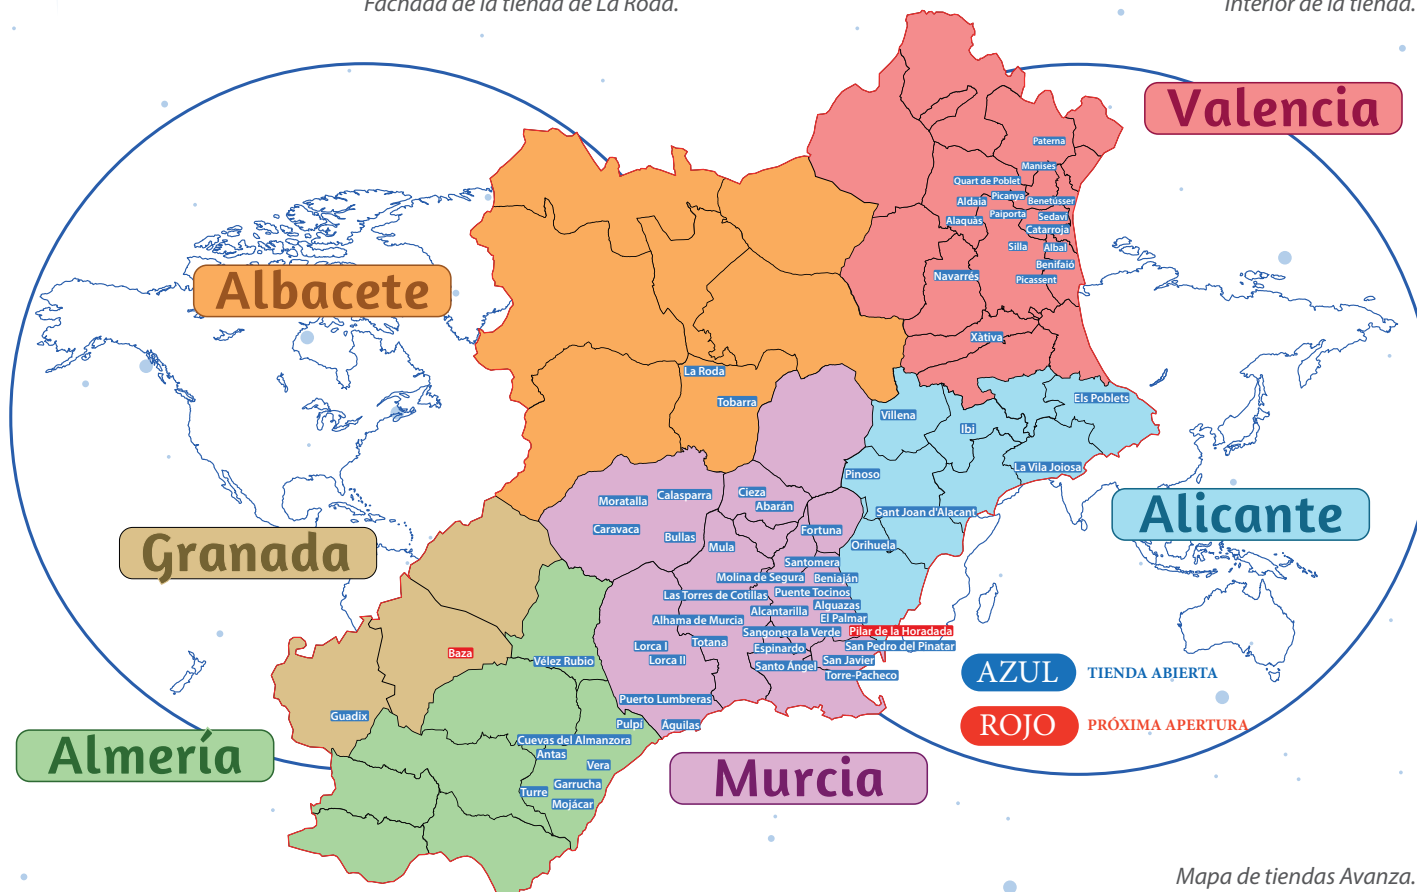 Fachada de la tienda de La Roda.
Interior de la tienda.
Valencia
Paterna
Manises
Quart de Poblet
Picanya
Aldaia
Benetússer
Paiporta
Sedaví
Alaquàs
Catarroja
Silla
Albal
Benifaió
Navarrés
Picassent
Xàtiva
Albacete
La Roda
Tobarra
Els Poblets
Villena
Ibi
La Vila Joiosa
Pinoso
Sant Joan d'Alacant
Orihuela
Alicante
Moratalla
Calasparra
Cieza
Abarán
Caravaca
Bullas
Mula
Fortuna
Santomera
Molina de Segura
Beniaján
Las Torres de Cotillas
Puente Tocinos
Alcantarilla
Alguazas
Alhama de Murcia
El Palmar
Sangonera la Verde
Pilar de la Horadada
Lorca I
Totana
Espinardo
San Pedro del Pinatar
Lorca II
Santo Ángel
San Javier
Torre-Pacheco
Puerto Lumbreras
Águilas
Granada
Baza
Guadix
Vélez Rubio
Pulpí
Cuevas del Almanzora
Antas
Vera
Garrucha
Turre
Mojácar
Almería
Murcia
AZUL TIENDA ABIERTA
ROJO PRÓXIMA APERTURA
Mapa de tiendas Avanza.